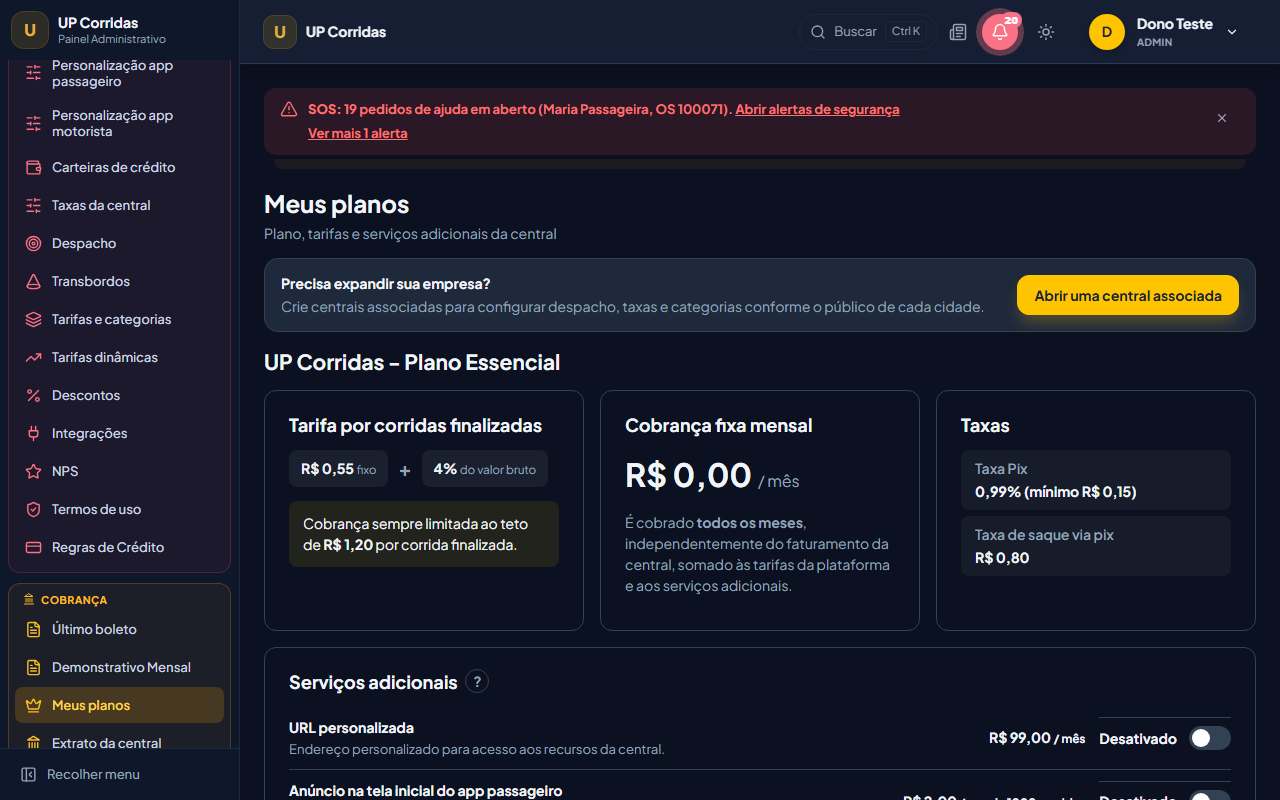 U
UP Corridas
Painel Administrativo
U
UP Corridas
Buscar
Ctrl K
20
D
Dono Teste
ADMIN
Personalização app
passageiro
Personalização app
motorista
Carteiras de crédito
Taxas da central
Despacho
Transbordos
Tarifas e categorias
Tarifas dinâmicas
Descontos
Integrações
NPS
Termos de uso
Regras de Crédito
COBRANÇA
Último boleto
Demonstrativo Mensal
Meus planos
Extrato da central
Recolher menu
SOS: 19 pedidos de ajuda em aberto (Maria Passageira, OS 100071). Abrir alertas de segurança
Ver mais 1 alerta
Meus planos
Plano, tarifas e serviços adicionais da central
Precisa expandir sua empresa?
Crie centrais associadas para configurar despacho, taxas e categorias conforme o público de cada cidade.
Abrir uma central associada
UP Corridas – Plano Essencial
Tarifa por corridas finalizadas
R$ 0,55 fixo + 4% do valor bruto
Cobrança sempre limitada ao teto
de R$ 1,20 por corrida finalizada.
Cobrança fixa mensal
R$ 0,00 / mês
É cobrado todos os meses,
independentemente do faturamento da
central, somado às tarifas da plataforma
e aos serviços adicionais.
Taxas
Taxa Pix
0,99% (mínimo R$ 0,15)
Taxa de saque via pix
R$ 0,80
Serviços adicionais ?
URL personalizada
Endereço personalizado para acesso aos recursos da central.
R$ 99,00 / mês
Desativado
Anúncio na tela inicial do app passageiro